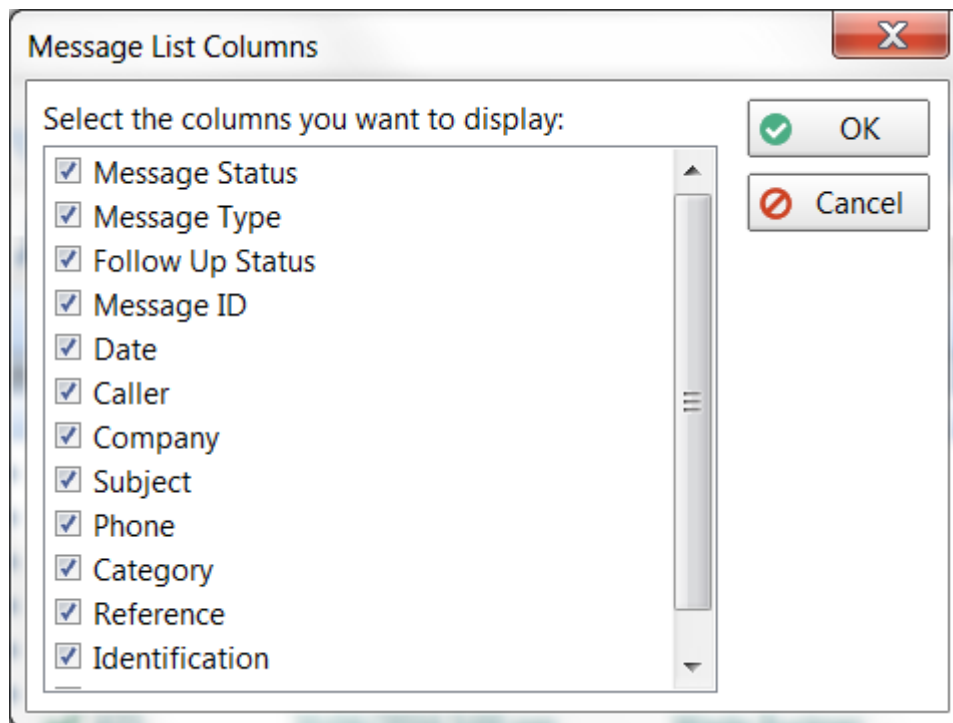 Message List Columns
Select the columns you want to display:
Message Status
Message Type
Follow Up Status
Message ID
Date
Caller
Company
Subject
Phone
Category
Reference
Identification
OK
Cancel